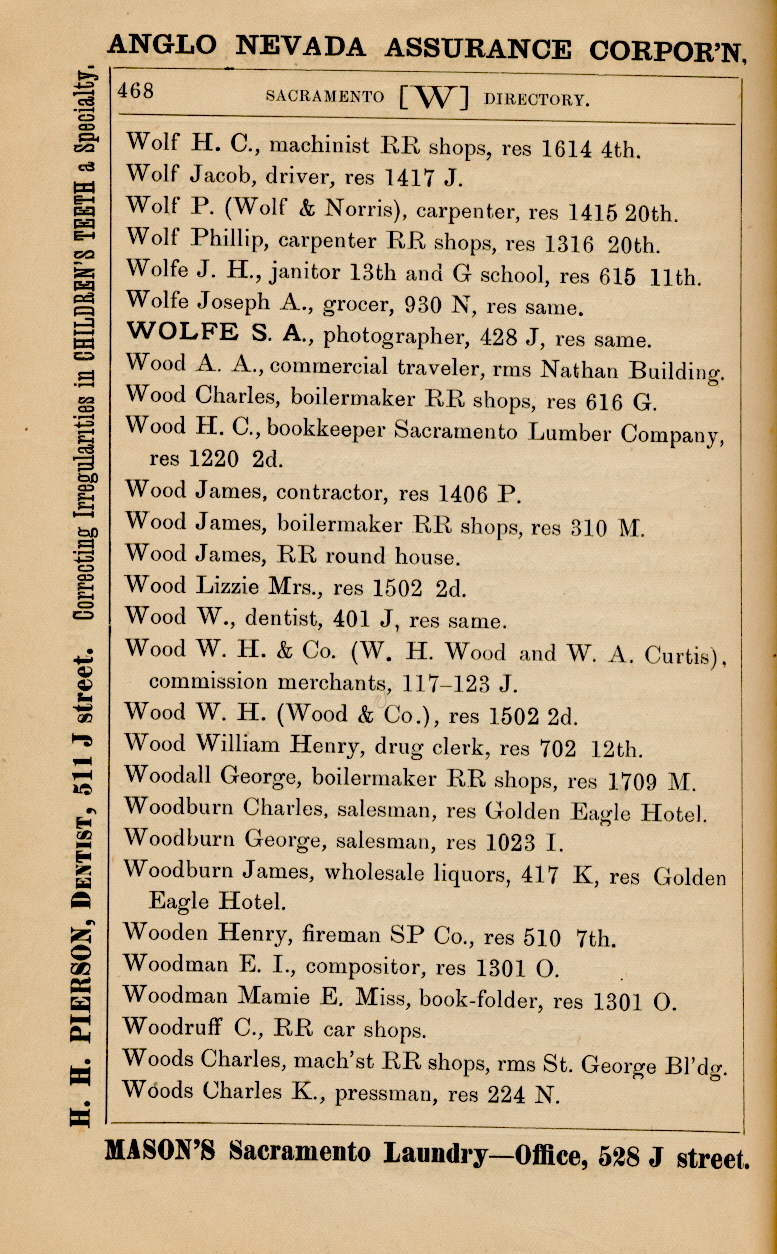 ANGLO NEVADA ASSURANCE CORPOR'N,
468 SACRAMENTO [W] DIRECTORY.
Wolf H. C., machinist RR shops, res 1614 4th.
Wolf Jacob, driver, res 1417 J.
Wolf P. (Wolf & Norris), carpenter, res 1415 20th.
Wolf Phillip, carpenter RR shops, res 1316 20th.
Wolfe J. H., janitor 13th and G school, res 615 11th.
Wolfe Joseph A., grocer, 930 N, res same.
WOLFE S. A., photographer, 428 J, res same.
Wood A. A., commercial traveler, rms Nathan Building.
Wood Charles, boilermaker RR shops, res 616 G.
Wood H. C., bookkeeper Sacramento Lumber Company,
res 1220 2d.
Wood James, contractor, res 1406 P.
Wood James, boilermaker RR shops, res 310 M.
Wood James, RR round house.
Wood Lizzie Mrs., res 1502 2d.
Wood W., dentist, 401 J, res same.
Wood W. H. & Co. (W. H. Wood and W. A. Curtis),
commission merchants, 117–123 J.
Wood W. H. (Wood & Co.), res 1502 2d.
Wood William Henry, drug clerk, res 702 12th.
Woodall George, boilermaker RR shops, res 1709 M.
Woodburn Charles, salesman, res Golden Eagle Hotel.
Woodburn George, salesman, res 1023 I.
Woodburn James, wholesale liquors, 417 K, res Golden
Eagle Hotel.
Wooden Henry, fireman SP Co., res 510 7th.
Woodman E. I., compositor, res 1301 O.
Woodman Mamie E. Miss, book-folder, res 1301 O.
Woodruff C., RR car shops.
Woods Charles, mach'st RR shops, rms St. George Bl'dg.
Woods Charles K., pressman, res 224 N.
MASON'S Sacramento Laundry—Office, 528 J street.
H. H. PIERSON, DENTIST, 511 J street. Correcting Irregularities in CHILDREN'S TEETH a Specialty.